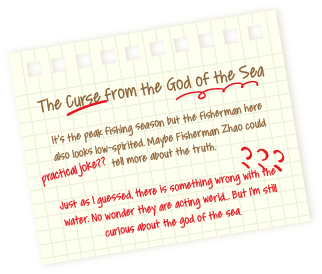 The Curse from the God of the Sea
It's the peak fishing season but the fisherman here
also looks low-spirited. Maybe Fisherman Zhao could
practical joke?? tell more about the truth.
???
Just as I guessed, there is something wrong with the
water. No wonder they are acting werid... But I'm still
curious about the god of the sea.